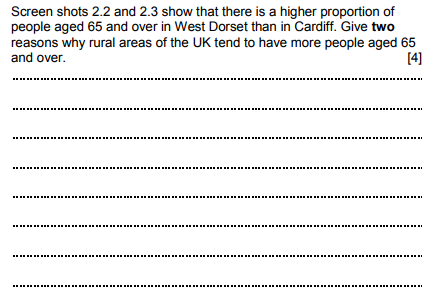 Screen shots 2.2 and 2.3 show that there is a higher proportion of
people aged 65 and over in West Dorset than in Cardiff. Give two
reasons why rural areas of the UK tend to have more people aged 65
and over. [4]